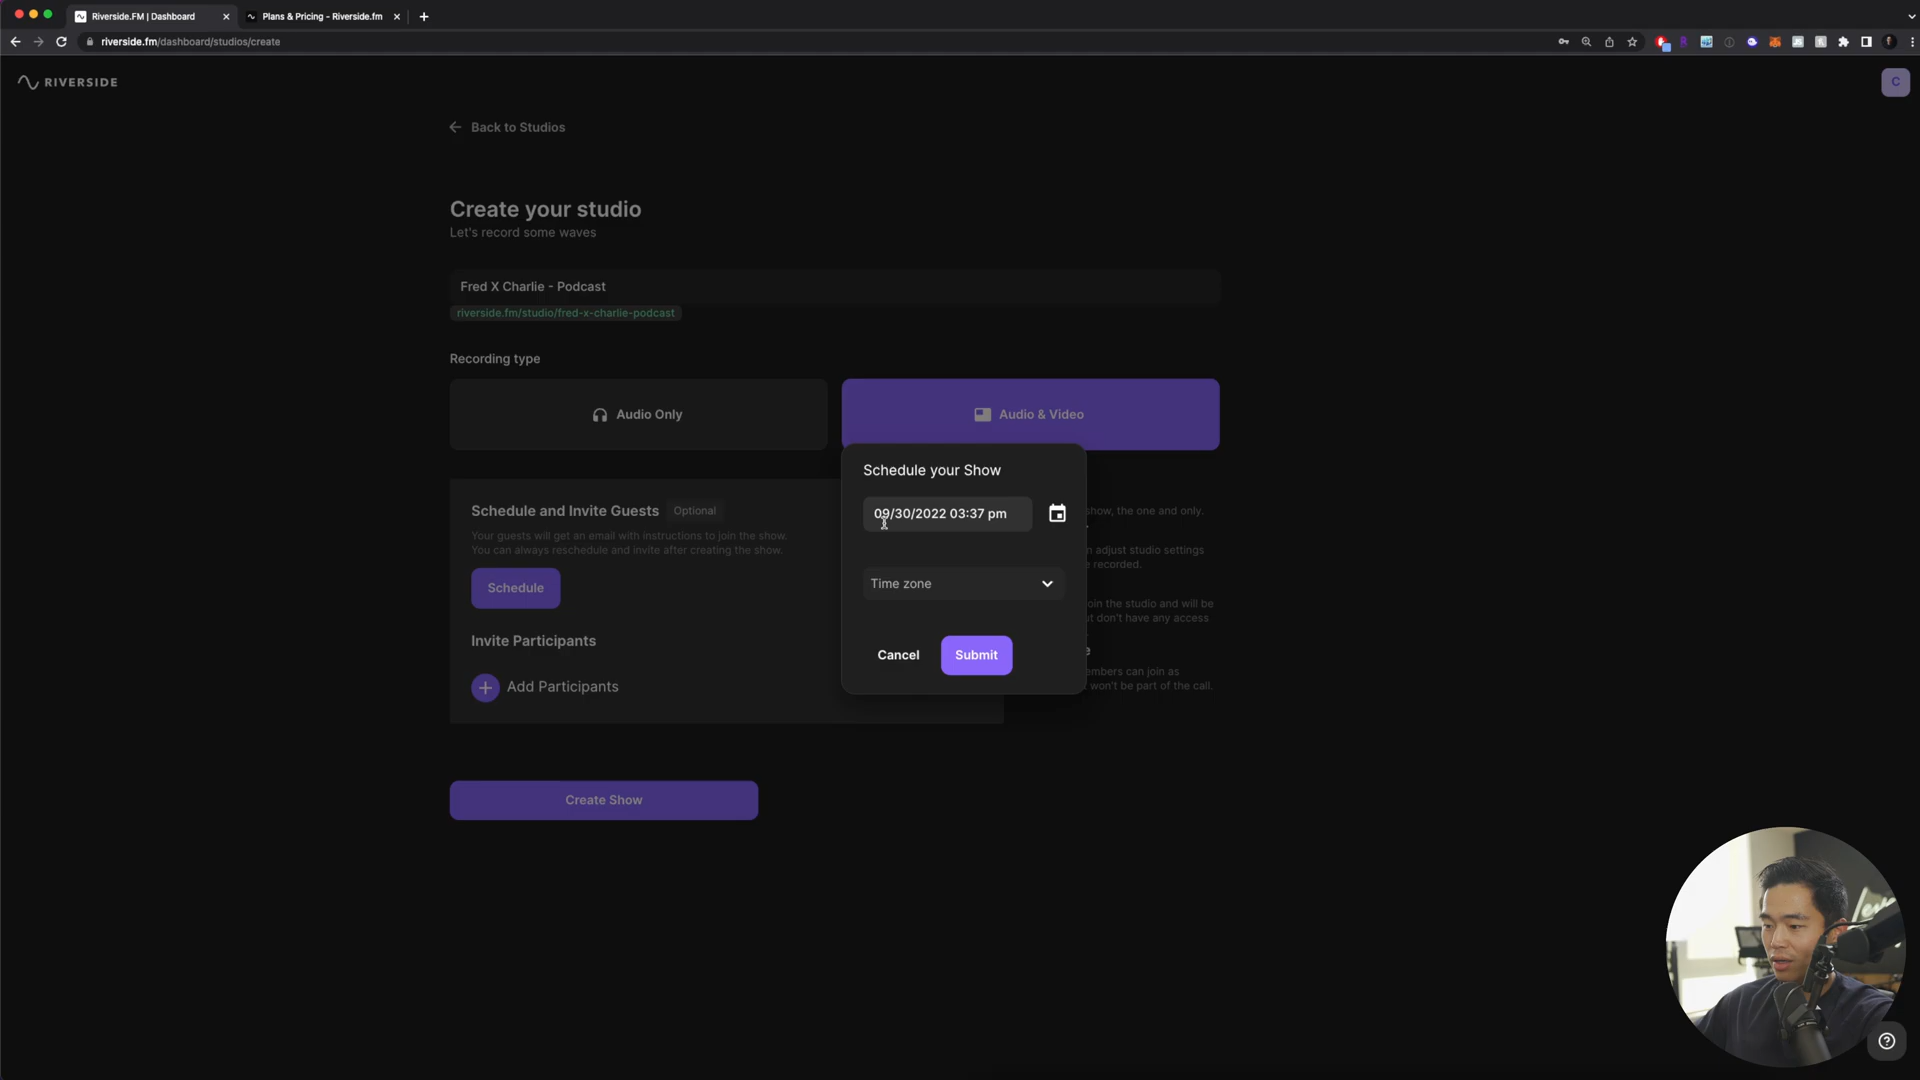 Riverside.FM | Dashboard
Plans & Pricing - Riverside.fm
riverside.fm/dashboard/studios/create
RIVERSIDE
C
Back to Studios
Create your studio
Let's record some waves
Fred X Charlie - Podcast
riverside.fm/studio/fred-x-charlie-podcast
Recording type
Audio Only
Audio & Video
Schedule and Invite Guests Optional
Your guests will get an email with instructions to join the show.
You can always reschedule and invite after creating the show.
Schedule
Invite Participants
Add Participants
Schedule your Show
09/30/2022 03:37 pm
Time zone
Cancel
Submit
show, the one and only.
adjust studio settings
recorded.
join the studio and will be
don't have any access
members can join as
won't be part of the call.
Create Show